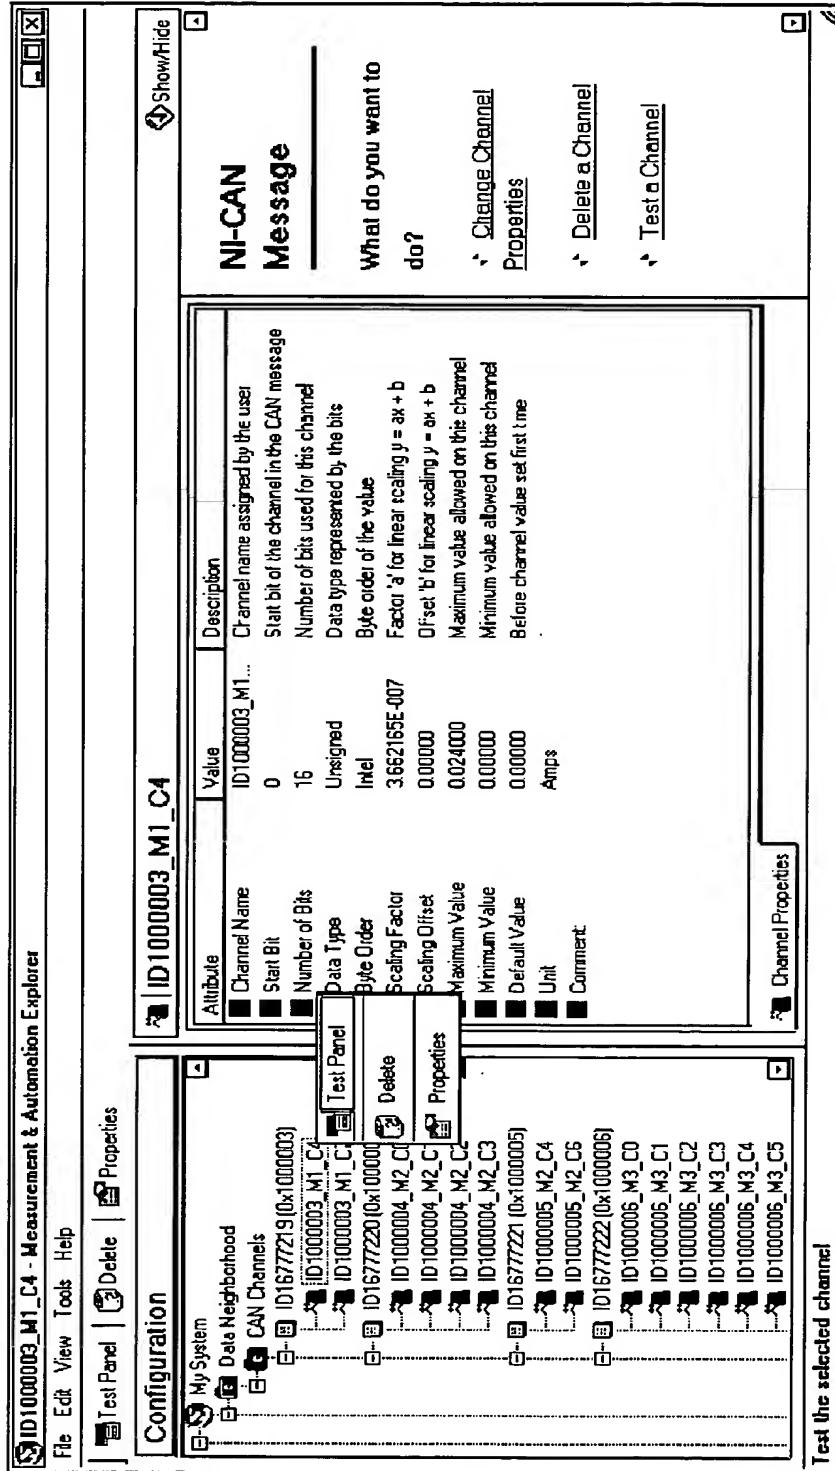 ID1000003_M1_C4 - Measurement & Automation Explorer
File Edit View Tools Help
Test Panel Delete Properties
Configuration
My System
Data Neighborhood
CAN Channels
ID16777219 (0x1000003)
ID1000003_M1_C4
ID1000003_M1_C
ID16777220 (0x100000
ID1000004_M2_C0
ID1000004_M2_C
ID1000004_M2_C2
ID1000004_M2_C3
ID16777221 (0x1000005)
ID1000005_M2_C4
ID1000005_M2_C6
ID16777222 (0x1000006)
ID1000006_M3_C0
ID1000006_M3_C1
ID1000006_M3_C2
ID1000006_M3_C3
ID1000006_M3_C4
ID1000006_M3_C5
Test Panel
Delete
Properties
ID1000003_M1_C4
Show/Hide
Attribute Value Description
Channel Name ID1000003_M1... Channel name assigned by the user
Start Bit 0 Start bit of the channel in the CAN message
Number of Bits 16 Number of bits used for this channel
Data Type Unsigned Data type represented by the bits
Byte Order Intel Byte order of the value
Scaling Factor 3.662165E-007 Factor 'a' for linear scaling y = ax + b
Scaling Offset 0.00000 Offset 'b' for linear scaling y = ax + b
Maximum Value 0.024000 Maximum value allowed on this channel
Minimum Value 0.00000 Minimum value allowed on this channel
Default Value 0.00000 Before channel value set first time
Unit Amps
Comment:
Channel Properties
NI-CAN
Message
What do you want to
do?
Change Channel
Properties
Delete a Channel
Test a Channel
Test the selected channel